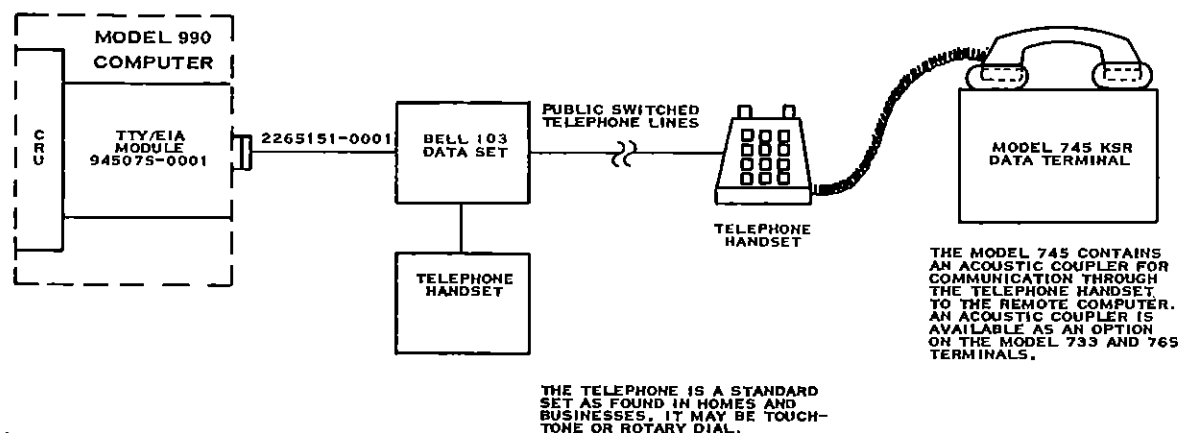 MODEL 990
COMPUTER
CRU
TTY/EIA
MODULE
945075-0001
2265151-0001
BELL 103
DATA SET
TELEPHONE
HANDSET
PUBLIC SWITCHED
TELEPHONE LINES
TELEPHONE
HANDSET
MODEL 745 KSR
DATA TERMINAL
THE MODEL 745 CONTAINS
AN ACOUSTIC COUPLER FOR
COMMUNICATION THROUGH
THE TELEPHONE HANDSET
TO THE REMOTE COMPUTER.
AN ACOUSTIC COUPLER IS
AVAILABLE AS AN OPTION
ON THE MODEL 733 AND 765
TERMINALS.
THE TELEPHONE IS A STANDARD
SET AS FOUND IN HOMES AND
BUSINESSES. IT MAY BE TOUCH-
TONE OR ROTARY DIAL.